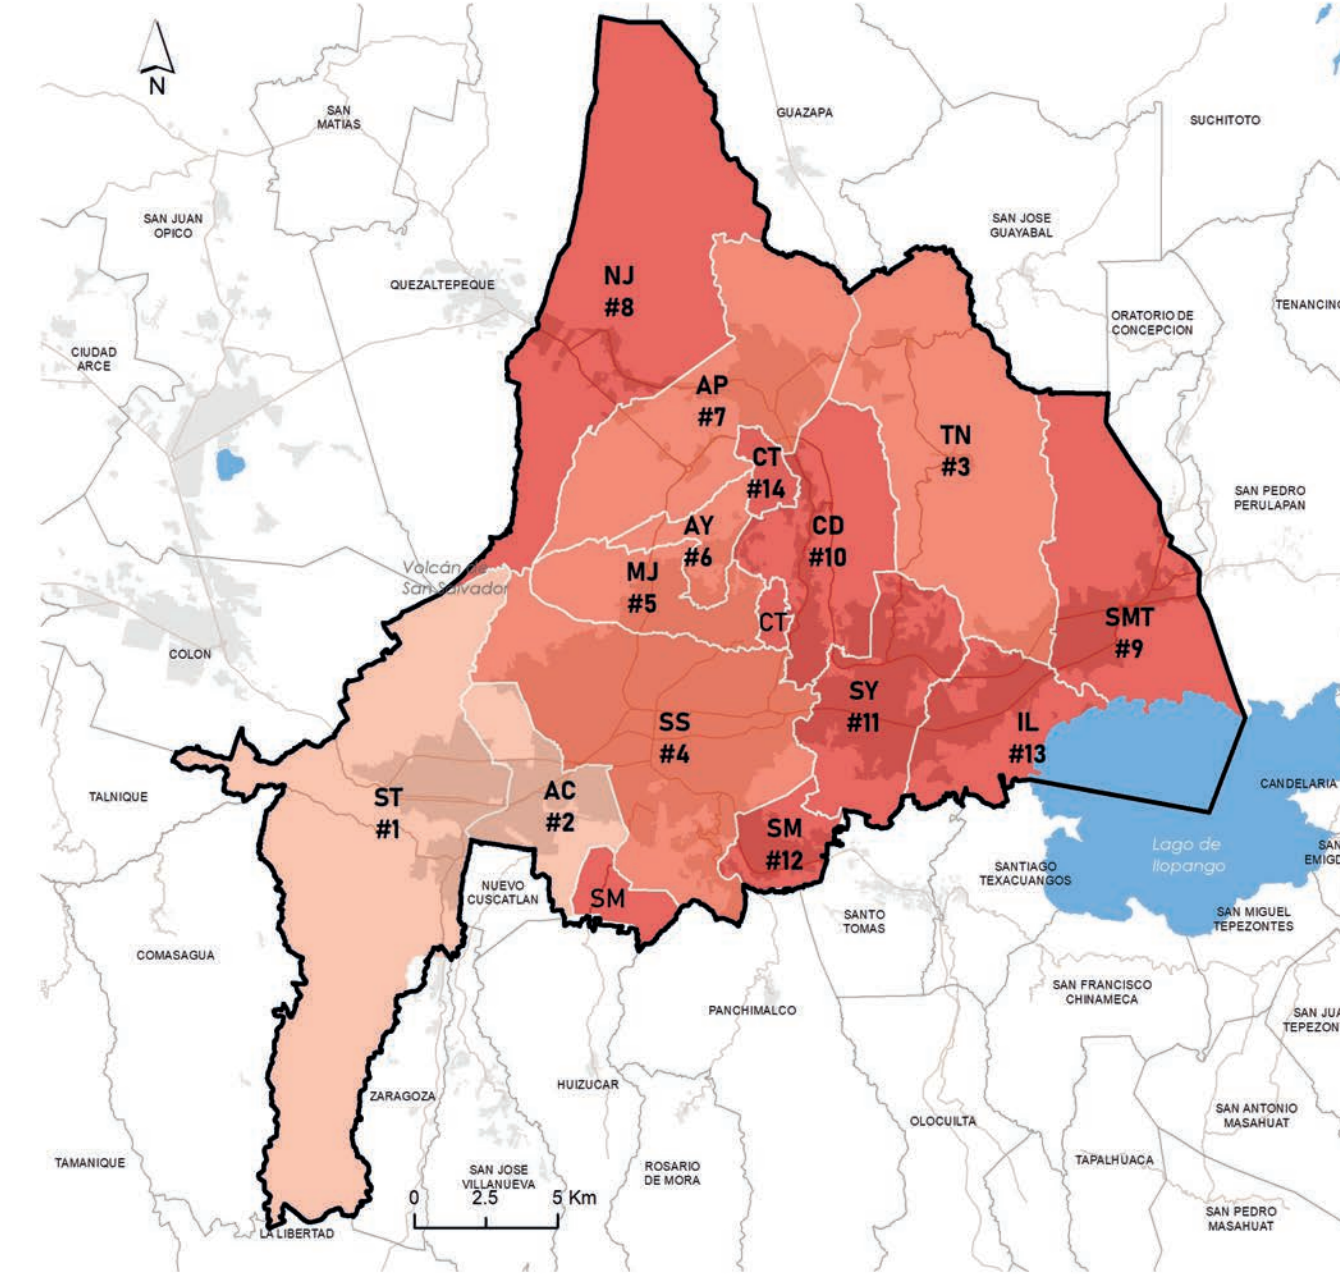 N
SAN
MATIAS
GUAZAPA
SUCHITOTO
SAN JUAN
OPICO
SAN JOSE
GUAYABAL
QUEZALTEPEQUE
NJ
#8
ORATORIO DE
CONCEPCION
TENANCING
CIUDAD
ARCE
AP
#7
TN
#3
CT
#14
SAN PEDRO
PERULAPAN
AY
#6
CD
#10
Volcán de
San Salvador
MJ
#5
CT
SMT
#9
COLON
SY
#11
SS
#4
IL
#13
CANDELARIA
TALNIQUE
ST
#1
AC
#2
SM
#12
Lago de
Ilopango
SAN
EMIGD
SANTIAGO
TEXACUANGOS
NUEVO
CUSCATLAN
SM
SANTO
TOMAS
SAN MIGUEL
TEPEZONTES
COMASAGUA
SAN FRANCISCO
CHINAMECA
PANCHIMALCO
SAN JUA
TEPEZON
HUIZUCAR
ZARAGOZA
OLOCUILTA
SAN ANTONIO
MASAHUAT
TAMANIQUE
TAPALHUACA
SAN JOSE
VILLANUEVA
ROSARIO
DE MORA
0 2.5 5 Km
SAN PEDRO
MASAHUAT
LA LIBERTAD